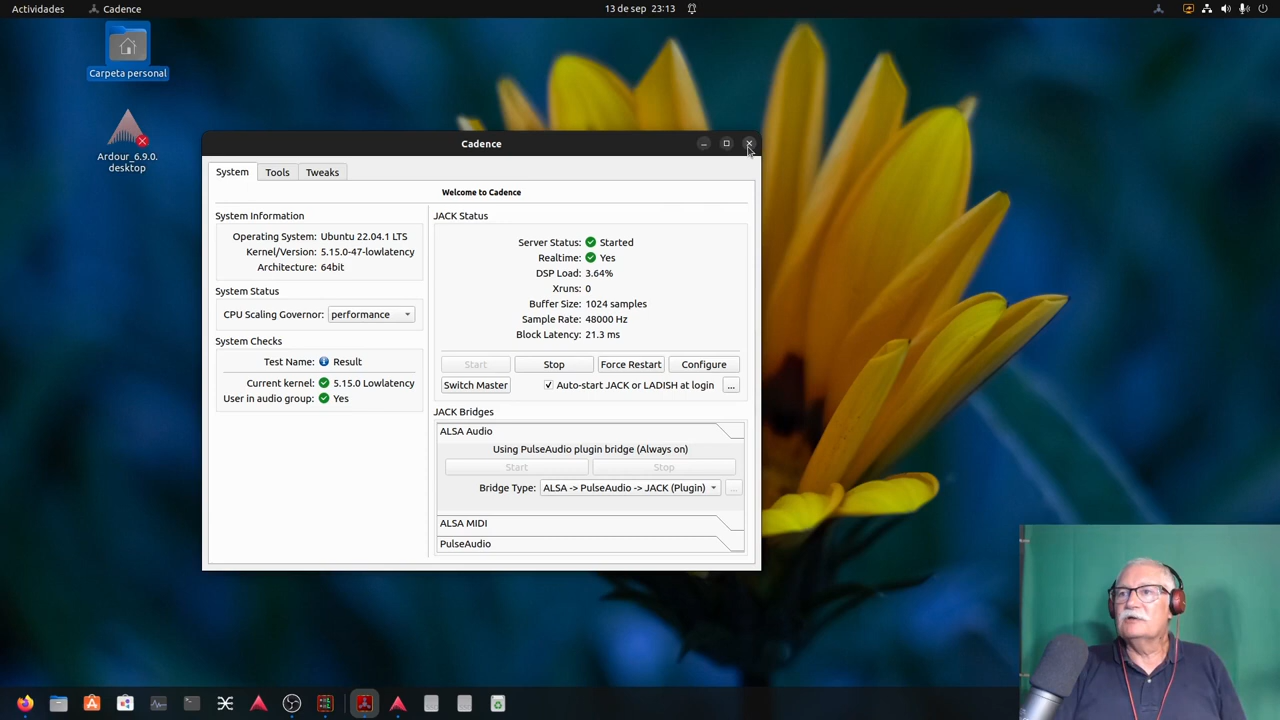 Actividades
Cadence
13 de sep 23:13
Carpeta personal
Ardour_6.9.0.
desktop
Cadence
System
Tools
Tweaks
Welcome to Cadence
System Information
Operating System: Ubuntu 22.04.1 LTS
Kernel/Version: 5.15.0-47-lowlatency
Architecture: 64bit
System Status
CPU Scaling Governor: performance
System Checks
Test Name: Result
Current kernel: 5.15.0 Lowlatency
User in audio group: Yes
JACK Status
Server Status: Started
Realtime: Yes
DSP Load: 3.64%
Xruns: 0
Buffer Size: 1024 samples
Sample Rate: 48000 Hz
Block Latency: 21.3 ms
Start
Stop
Force Restart
Configure
Switch Master
Auto-start JACK or LADISH at login
...
JACK Bridges
ALSA Audio
Using PulseAudio plugin bridge (Always on)
Start
Stop
Bridge Type: ALSA -> PulseAudio -> JACK (Plugin)
...
ALSA MIDI
PulseAudio